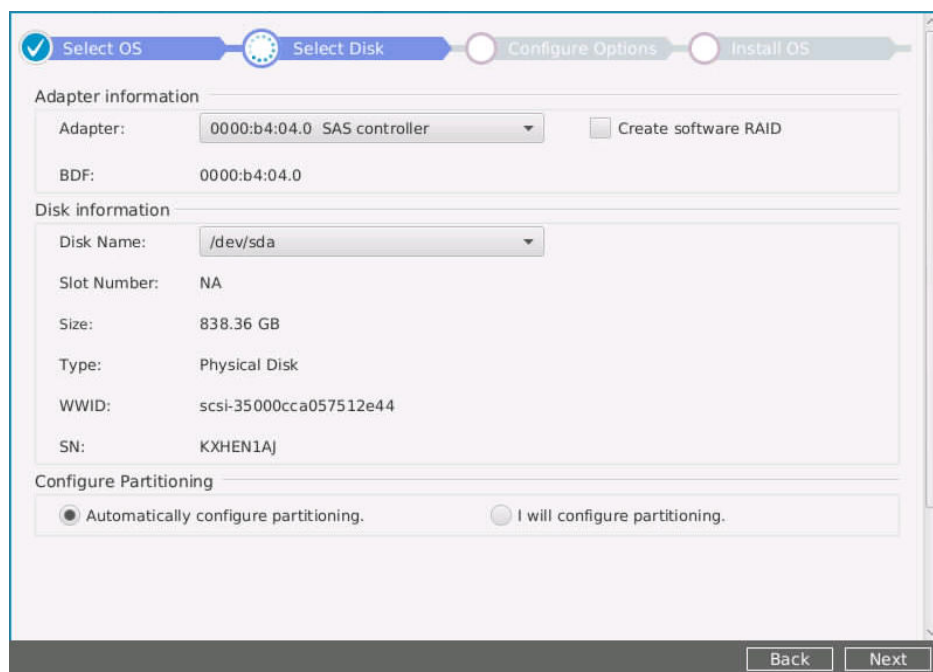 Select OS Select Disk Configure Options Install OS
Adapter information
Adapter: 0000:b4:04.0 SAS controller Create software RAID
BDF: 0000:b4:04.0
Disk information
Disk Name: /dev/sda
Slot Number: NA
Size: 838.36 GB
Type: Physical Disk
WWID: scsi-35000cca057512e44
SN: KXHEN1AJ
Configure Partitioning
Automatically configure partitioning. I will configure partitioning.
Back Next